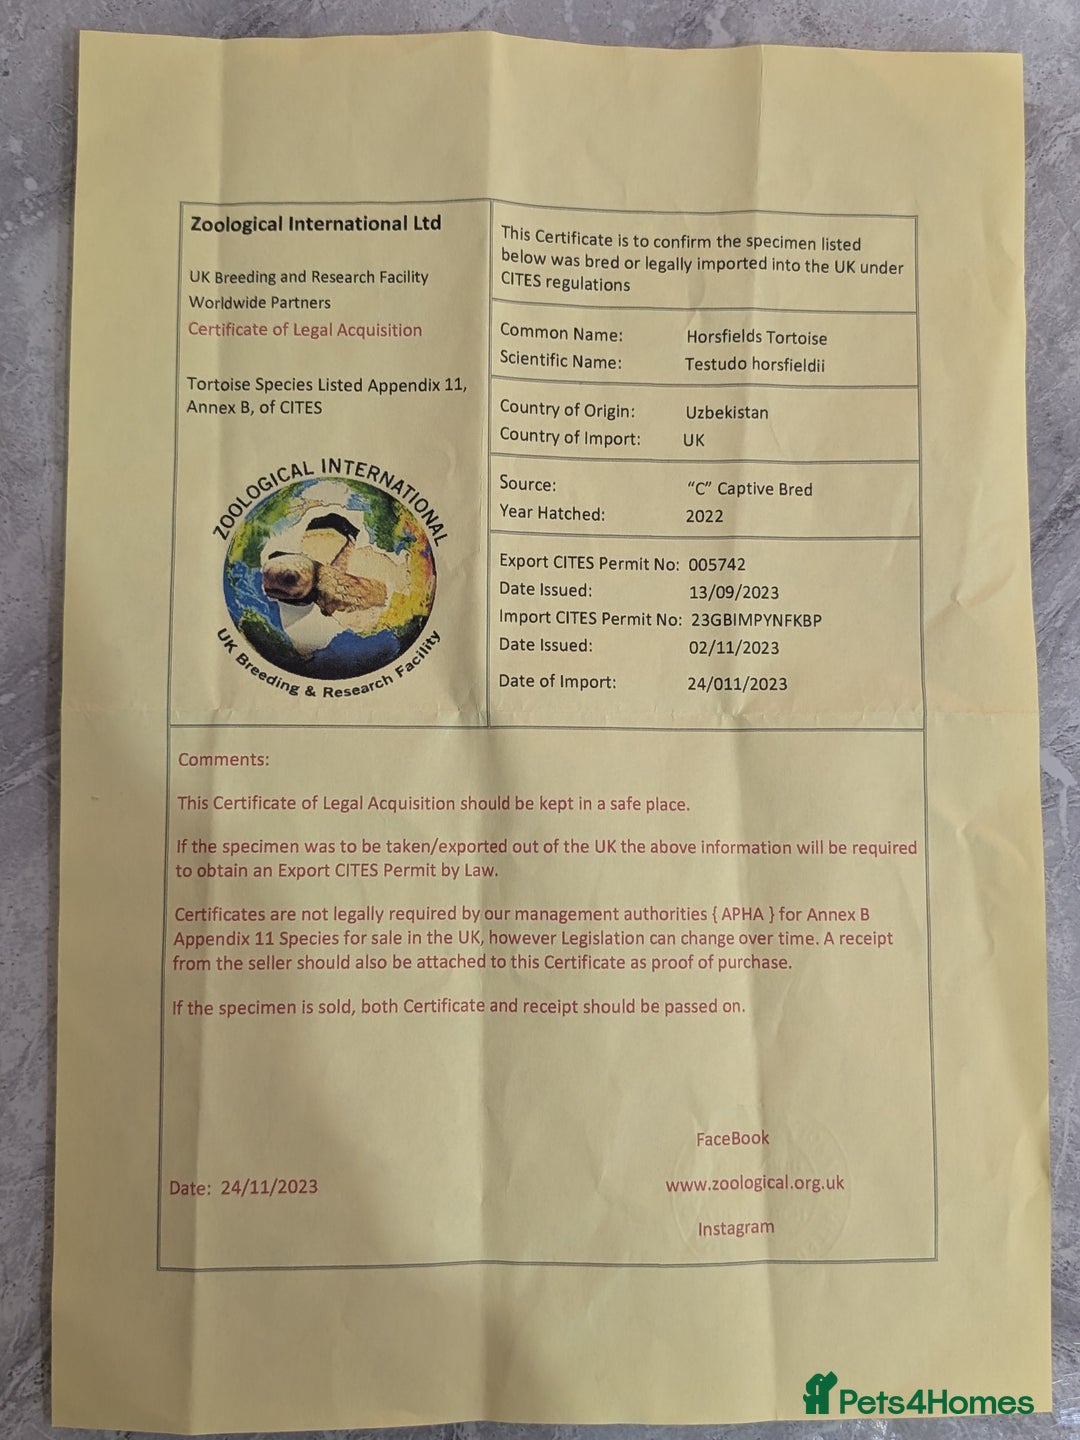 Zoological International Ltd
UK Breeding and Research Facility
Worldwide Partners
Certificate of Legal Acquisition
Tortoise Species Listed Appendix 11,
Annex B, of CITES
ZOOLOGICAL INTERNATIONAL
UK Breeding & Research Facility
This Certificate is to confirm the specimen listed
below was bred or legally imported into the UK under
CITES regulations
Common Name: Horsfields Tortoise
Scientific Name: Testudo horsfieldii
Country of Origin: Uzbekistan
Country of Import: UK
Source: “C” Captive Bred
Year Hatched: 2022
Export CITES Permit No: 005742
Date Issued: 13/09/2023
Import CITES Permit No: 23GBIMPYNFKBP
Date Issued: 02/11/2023
Date of Import: 24/011/2023
Comments:
This Certificate of Legal Acquisition should be kept in a safe place.
If the specimen was to be taken/exported out of the UK the above information will be required
to obtain an Export CITES Permit by Law.
Certificates are not legally required by our management authorities { APHA } for Annex B
Appendix 11 Species for sale in the UK, however Legislation can change over time. A receipt
from the seller should also be attached to this Certificate as proof of purchase.
If the specimen is sold, both Certificate and receipt should be passed on.
FaceBook
Date: 24/11/2023
www.zoological.org.uk
Instagram
Pets4Homes